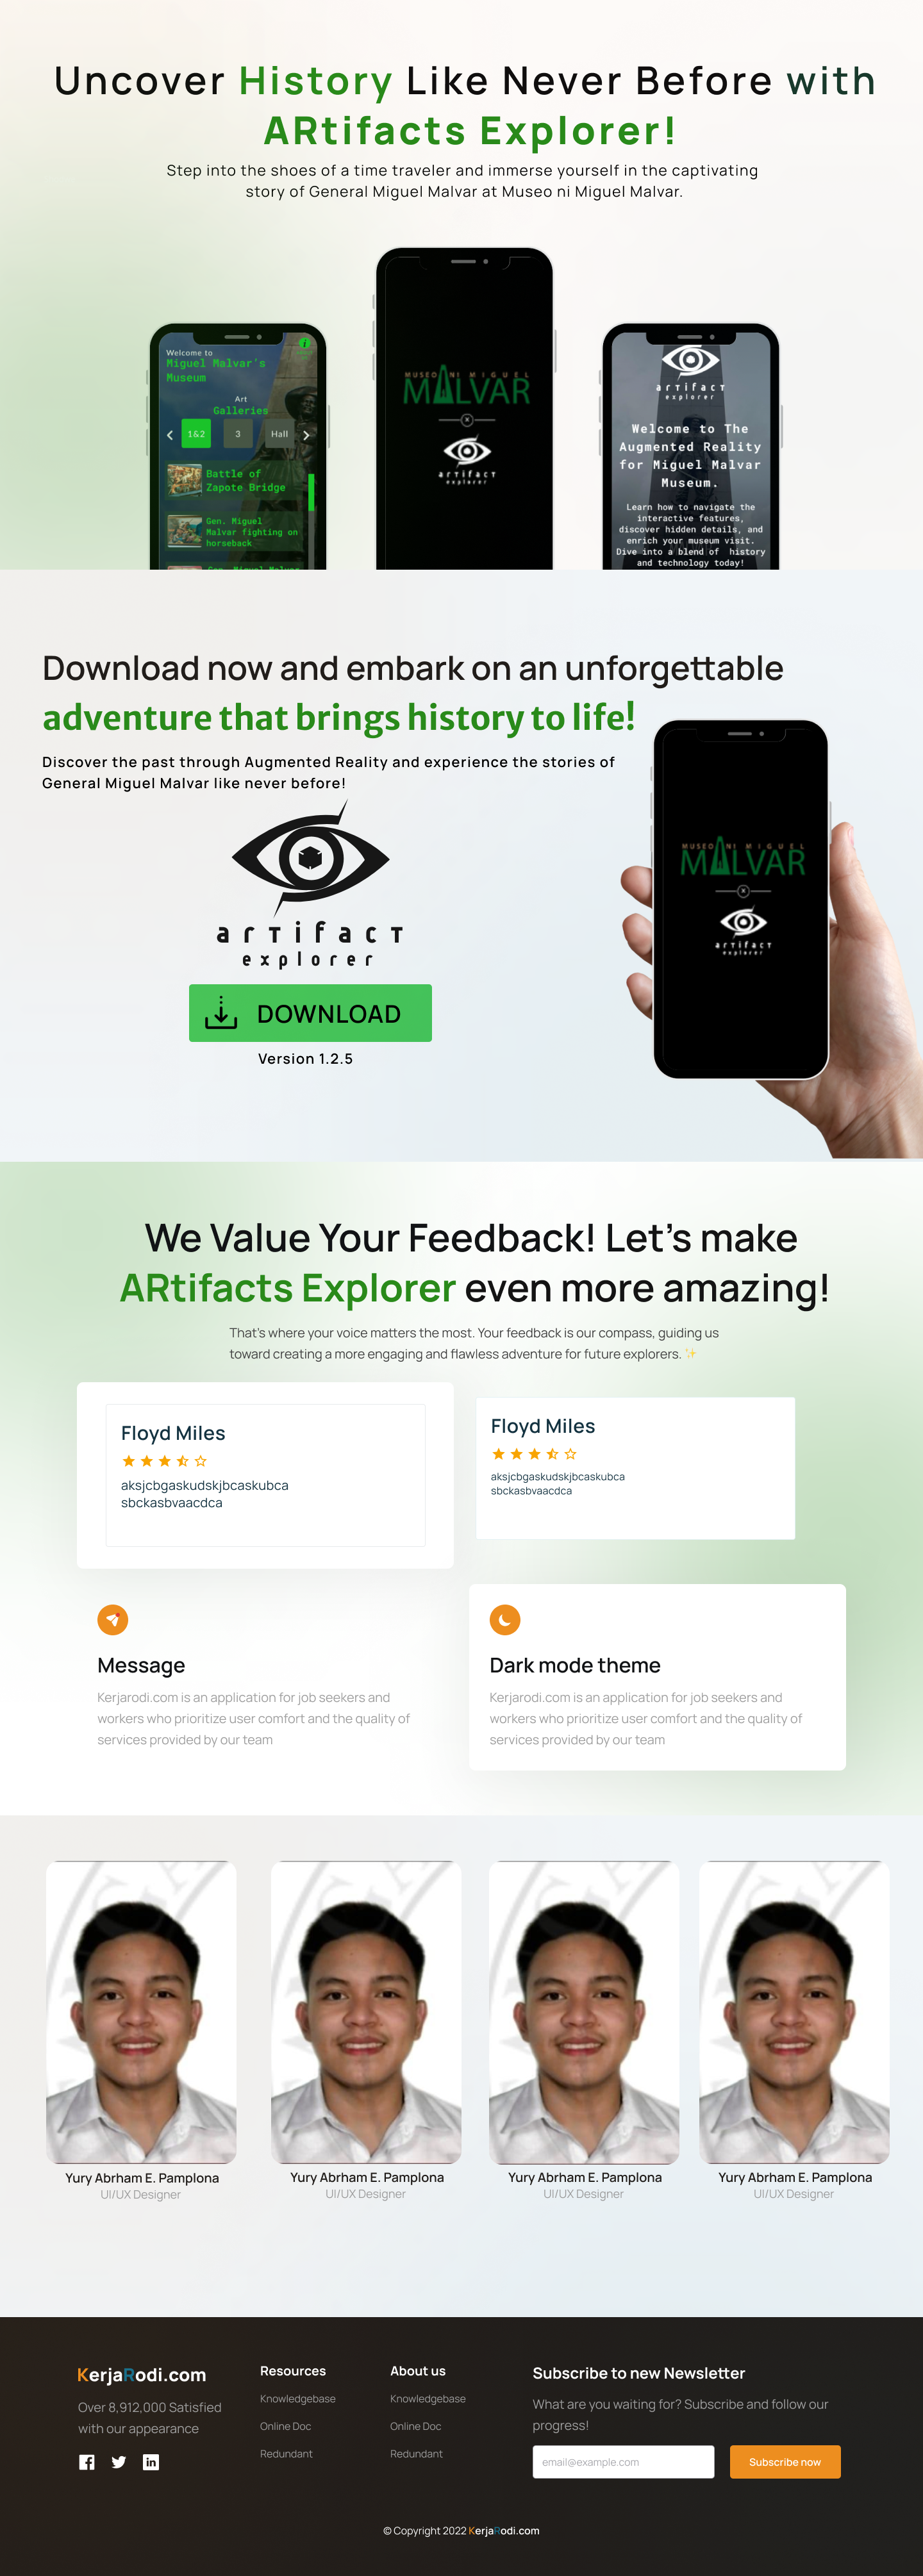 Uncover History Like Never Before with
ARtifacts Explorer!
Step into the shoes of a time traveler and immerse yourself in the captivating
story of General Miguel Malvar at Museo ni Miguel Malvar.
Welcome to
Miguel Malvar's
Museum
Art
Galleries
1&2
3
Hall
Battle of
Zapote Bridge
Gen. Miguel
Malvar fighting on
horseback
MUSEO NI MIGUEL
MALVAR
artifact
explorer
artifact
explorer
Welcome to The
Augmented Reality
for Miguel Malvar
Museum.
Learn how to navigate the
interactive features,
discover hidden details, and
enrich your museum visit.
Dive into a blend of history
and technology today!
Download now and embark on an unforgettable
adventure that brings history to life!
Discover the past through Augmented Reality and experience the stories of
General Miguel Malvar like never before!
artifact
explorer
DOWNLOAD
Version 1.2.5
MUSEO NI MIGUEL
MALVAR
artifact
explorer
We Value Your Feedback! Let's make
ARtifacts Explorer even more amazing!
That's where your voice matters the most. Your feedback is our compass, guiding us
toward creating a more engaging and flawless adventure for future explorers. ✨
Floyd Miles
aksjcbgaskudskjbcaskubca
sbckasbvaacdca
Floyd Miles
aksjcbgaskudskjbcaskubca
sbckasbvaacdca
Message
Kerjarodi.com is an application for job seekers and
workers who prioritize user comfort and the quality of
services provided by our team
Dark mode theme
Kerjarodi.com is an application for job seekers and
workers who prioritize user comfort and the quality of
services provided by our team
Yury Abrham E. Pamplona
UI/UX Designer
Yury Abrham E. Pamplona
UI/UX Designer
Yury Abrham E. Pamplona
UI/UX Designer
Yury Abrham E. Pamplona
UI/UX Designer
KerjaRodi.com
Over 8,912,000 Satisfied
with our appearance
Resources
Knowledgebase
Online Doc
Redundant
About us
Knowledgebase
Online Doc
Redundant
Subscribe to new Newsletter
What are you waiting for? Subscribe and follow our
progress!
email@example.com
Subscribe now
© Copyright 2022 KerjaRodi.com